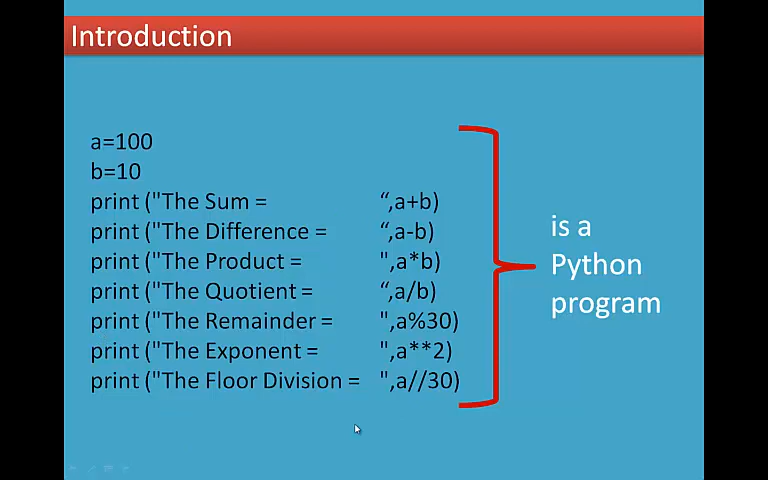 Introduction
a=100
b=10
print ("The Sum = “,a+b)
print ("The Difference = “,a-b)
print ("The Product = ",a*b)
print ("The Quotient = “,a/b)
print ("The Remainder = ",a%30)
print ("The Exponent = ",a**2)
print ("The Floor Division = ",a//30)
is a
Python
program